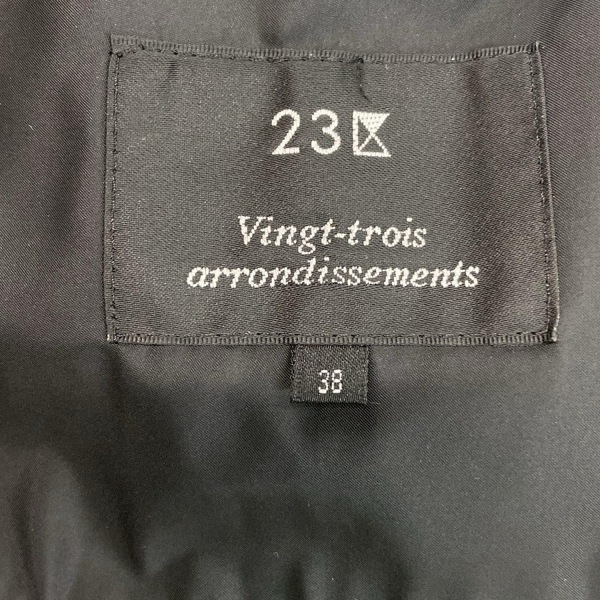 23区
Vingt-trois
arrondissements
38